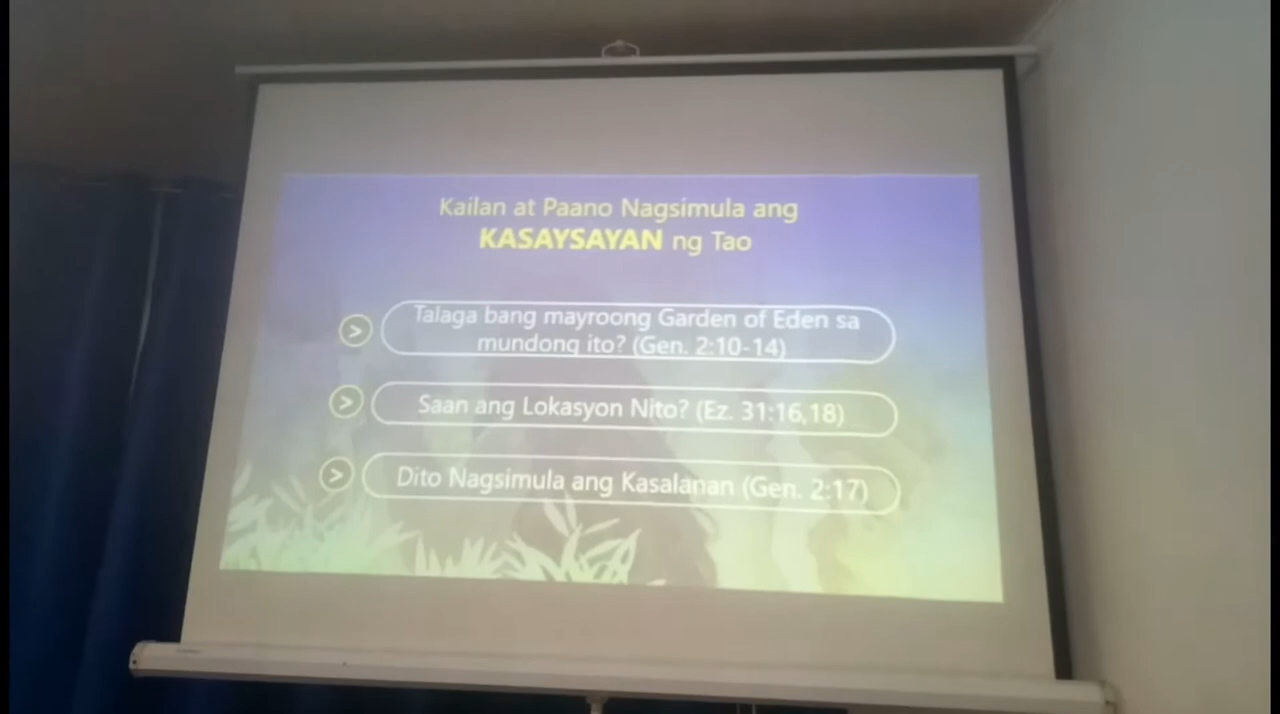 Kailan at Paano Nagsimula ang
KASAYSAYAN ng Tao
> Talaga bang mayroong Garden of Eden sa
mundong ito? (Gen. 2:10-14)
> Saan ang Lokasyon Nito? (Ez. 31:16,18)
> Dito Nagsimula ang Kasalanan (Gen. 2:17)